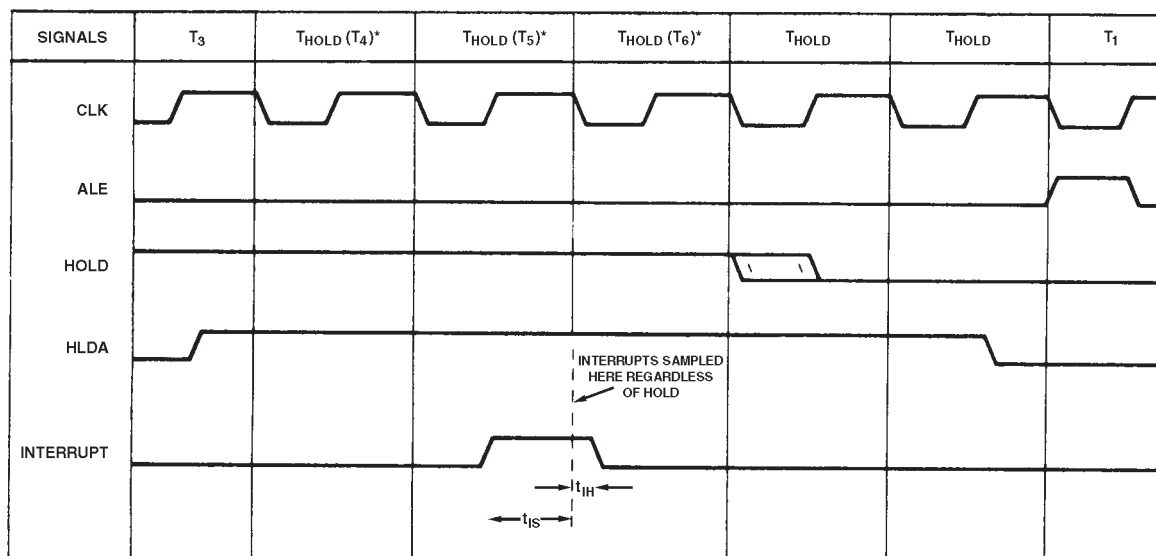 SIGNALS T3 THOLD (T4)* THOLD (T5)* THOLD (T6)* THOLD THOLD T1
CLK
ALE
HOLD
HLDA
INTERRUPTS SAMPLED
HERE REGARDLESS
OF HOLD
INTERRUPT
tIH
tIS